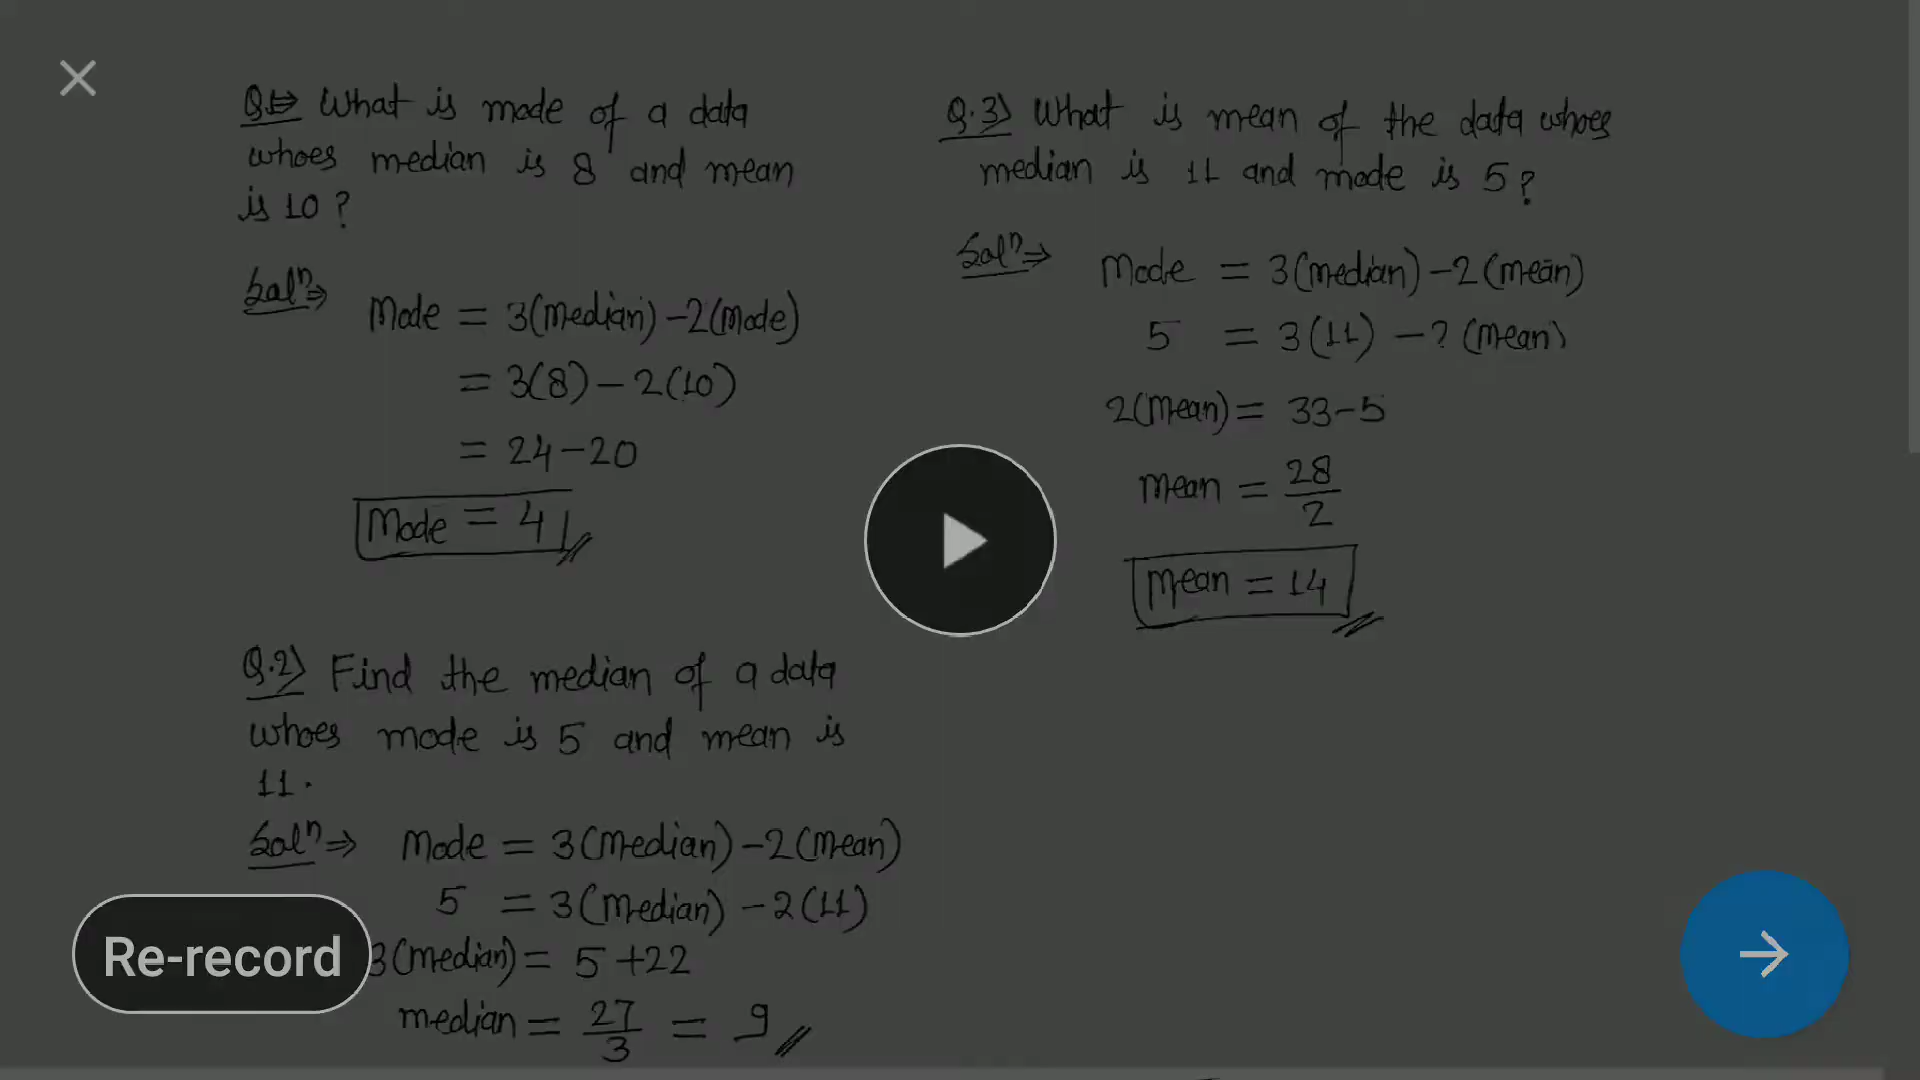 Q.1⇒ What is mode of a data
whoes median is 8 and mean
is 10 ?
Solⁿ⇒
Mode = 3(median) -2(Mode)
= 3(8) - 2(10)
= 24-20
Mode = 4
Q.2) Find the median of a data
whoes mode is 5 and mean is
11.
Solⁿ⇒ Mode = 3(median) -2(mean)
5 = 3(median) - 2(11)
3(median) = 5+22
median = 27/3 = 9
Q.3) What is mean of the data whoes
median is 11 and mode is 5?
Solⁿ⇒
Mode = 3(median) -2(mean)
5 = 3(11) -2(mean)
2(mean) = 33-5
mean = 28/2
mean = 14
Re-record